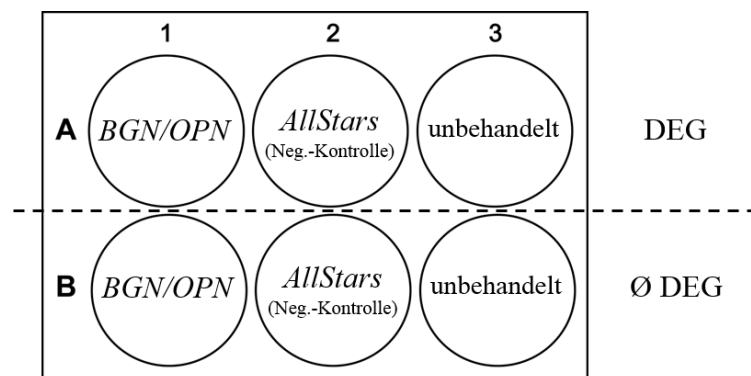 1 2 3
A BGN/OPN AllStars (Neg.-Kontrolle) unbehandelt DEG
B BGN/OPN AllStars (Neg.-Kontrolle) unbehandelt Ø DEG